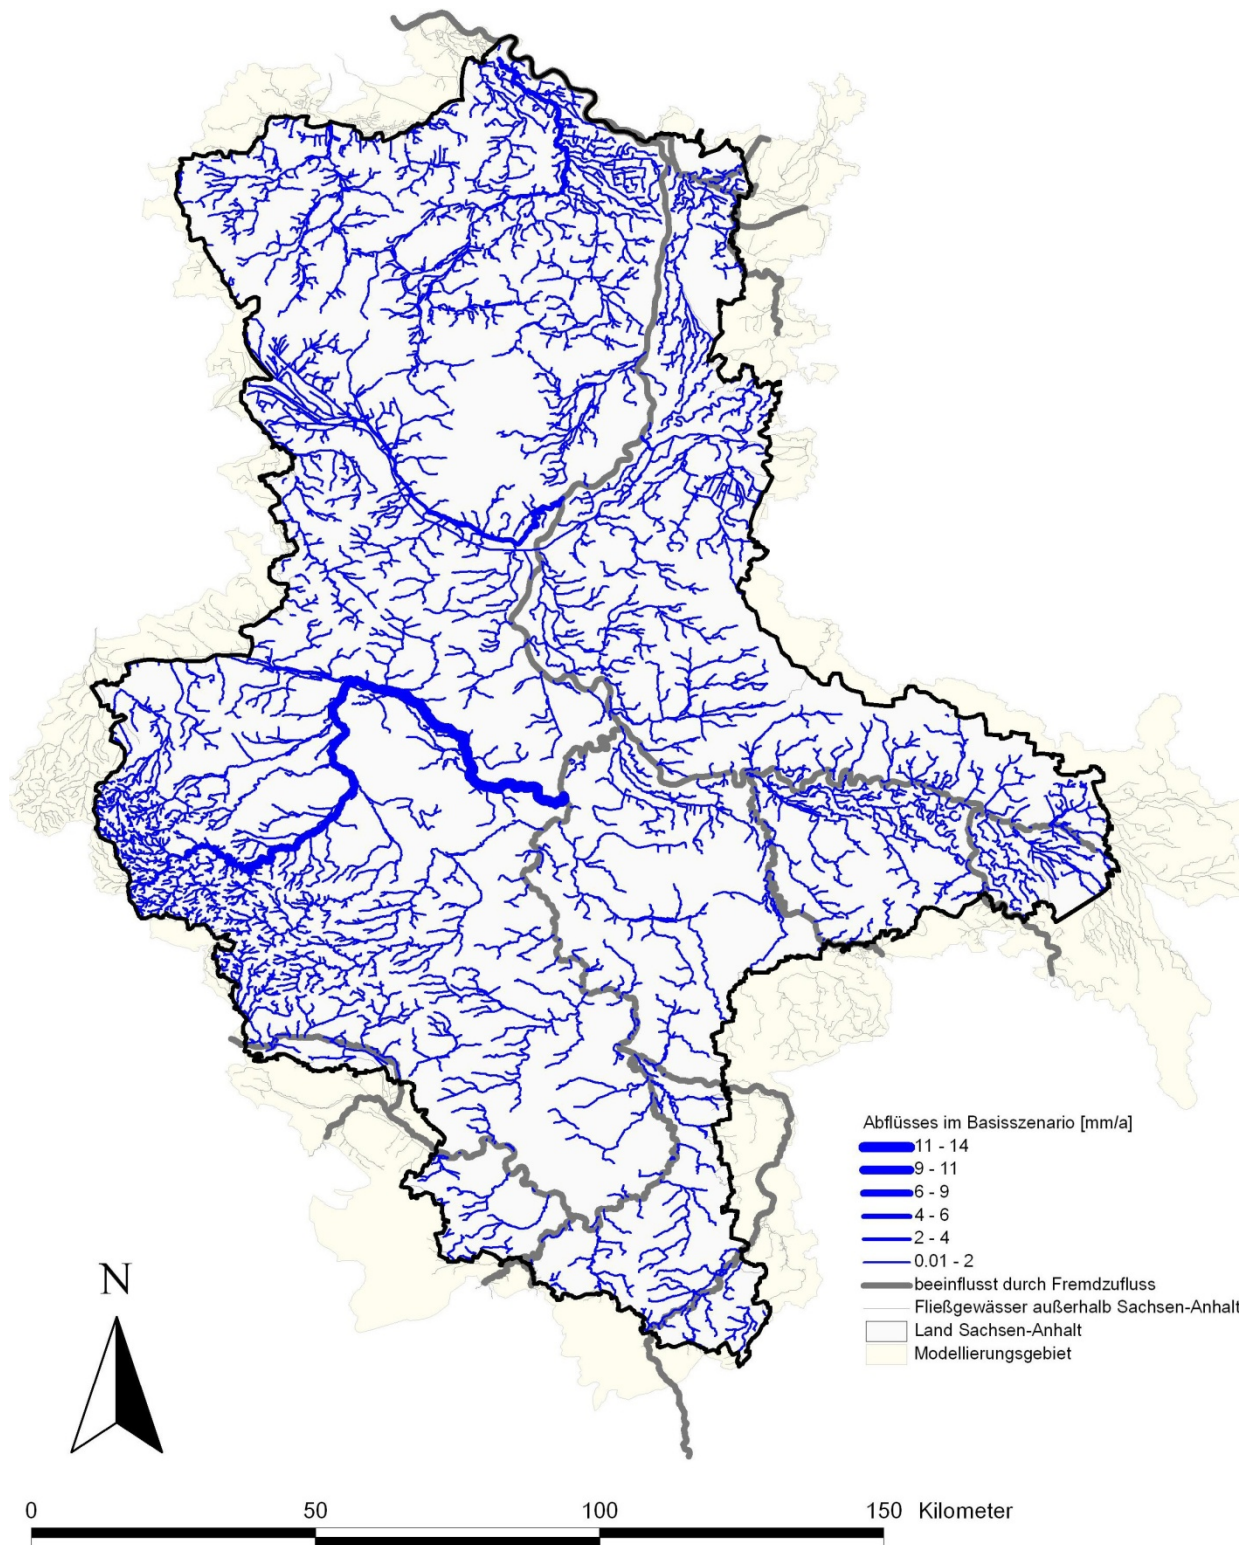 Abflüsses im Basisszenario [mm/a]
11 - 14
9 - 11
6 - 9
4 - 6
2 - 4
0.01 - 2
beeinflusst durch Fremdzufluss
Fließgewässer außerhalb Sachsen-Anhalt
Land Sachsen-Anhalt
Modellierungsgebiet
N
0 50 100 150 Kilometer